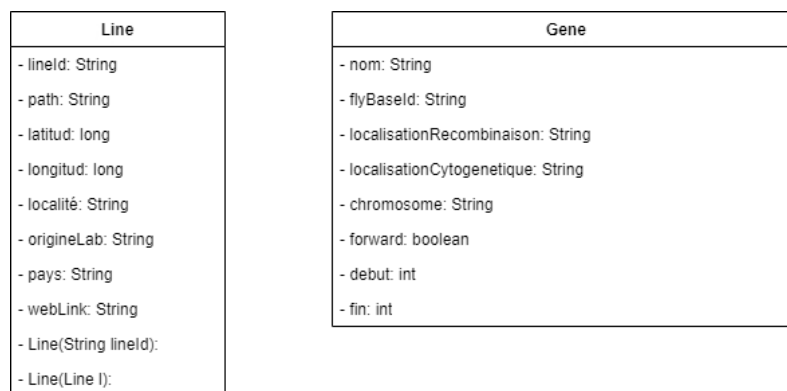 Line
- lineId: String
- path: String
- latitud: long
- longitud: long
- localité: String
- origineLab: String
- pays: String
- webLink: String
- Line(String lineId):
- Line(Line l):
Gene
- nom: String
- flyBaseId: String
- localisationRecombinaison: String
- localisationCytogenetique: String
- chromosome: String
- forward: boolean
- debut: int
- fin: int